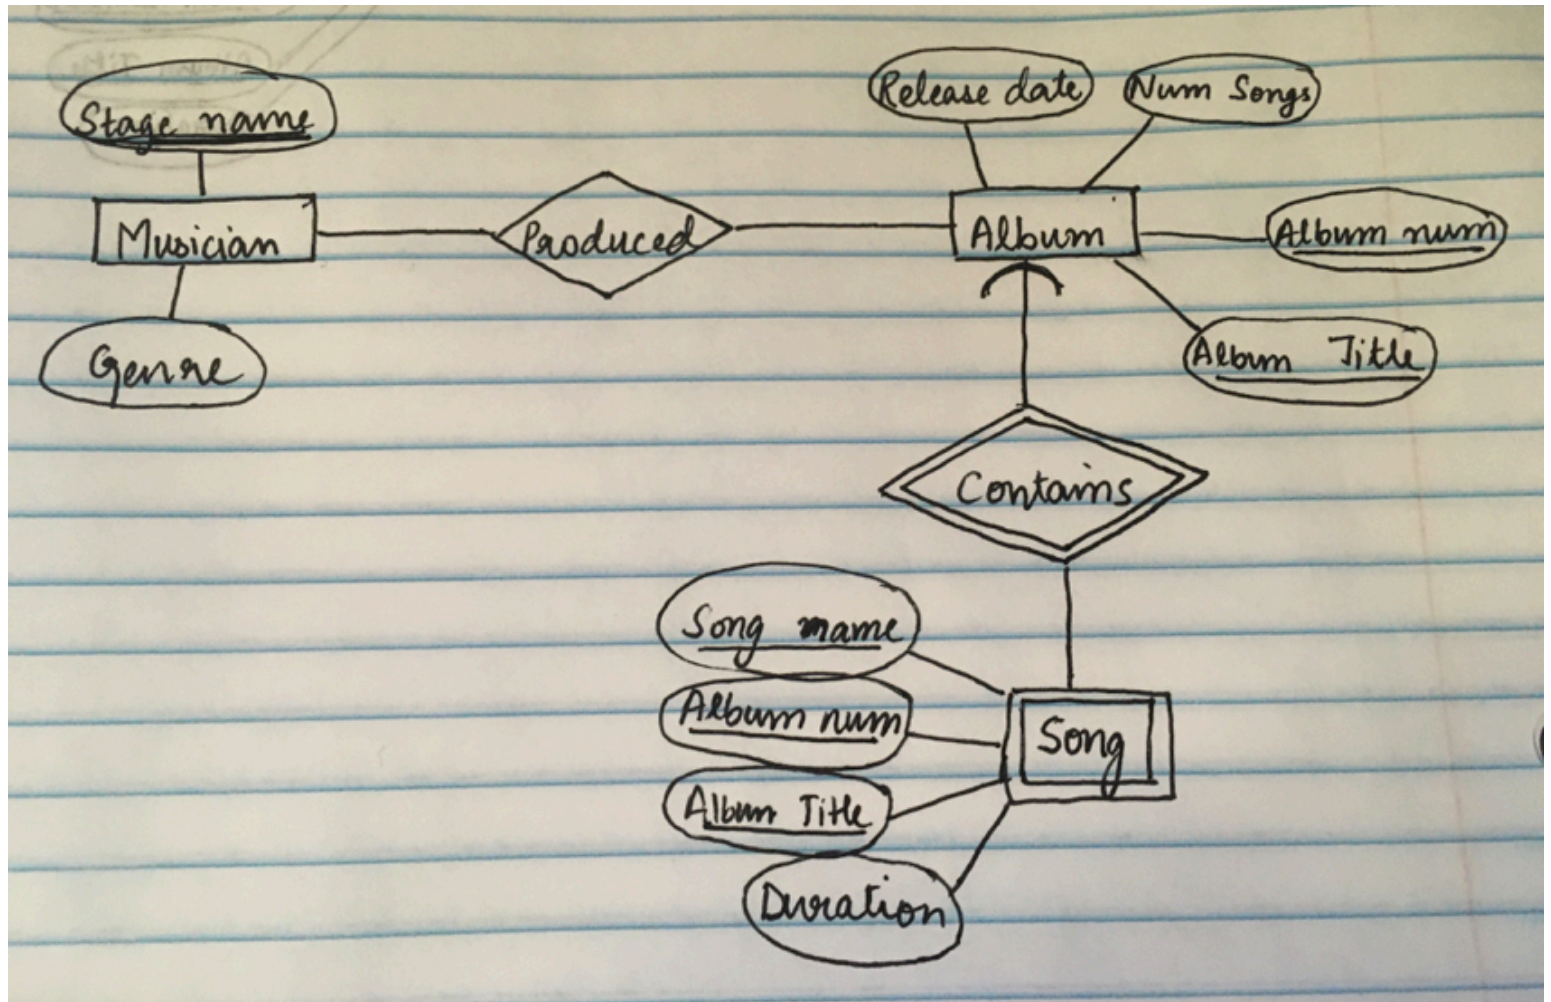 Stage name
Release date
Num Songs
Musician
Produced
Album
Album num
Genre
Album Title
Contains
Song name
Album num
Song
Album Title
Duration